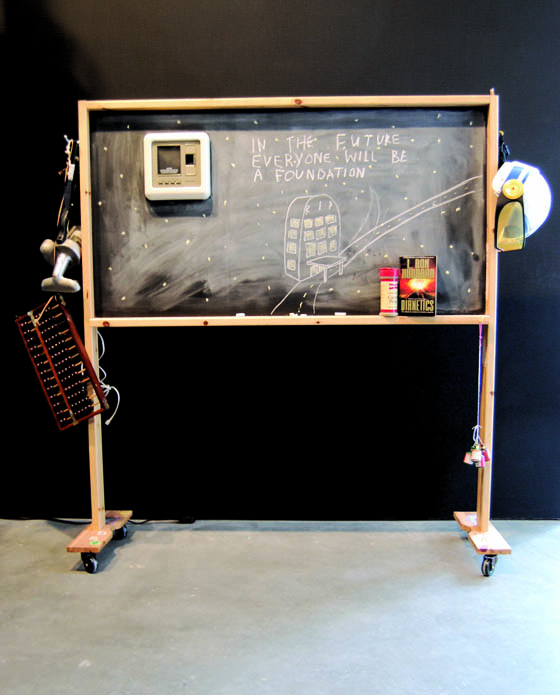 IN THE FUTURE
EVERYONE WILL BE
A FOUNDATION
L. RON
HUBBARD
DIANETICS